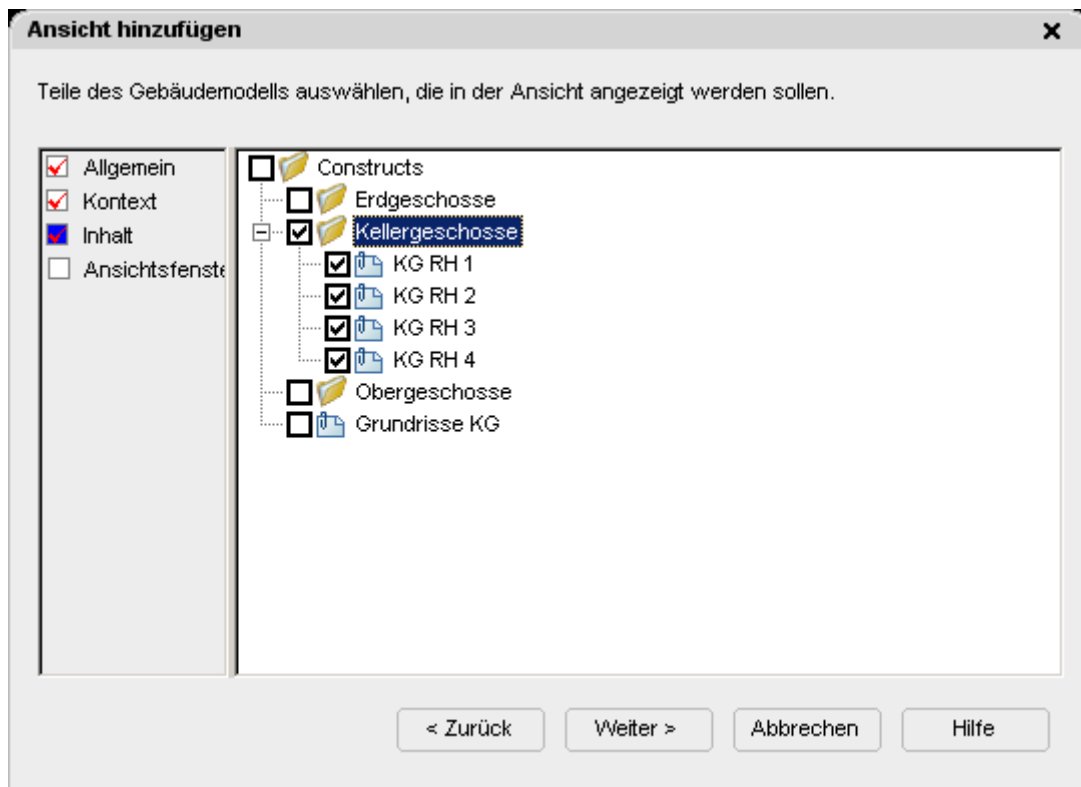 Ansicht hinzufügen
Teile des Gebäudemodells auswählen, die in der Ansicht angezeigt werden sollen.
Allgemein
Kontext
Inhalt
Ansichtsfenste
Constructs
Erdgeschosse
Kellergeschosse
KG RH 1
KG RH 2
KG RH 3
KG RH 4
Obergeschosse
Grundrisse KG
< Zurück
Weiter >
Abbrechen
Hilfe